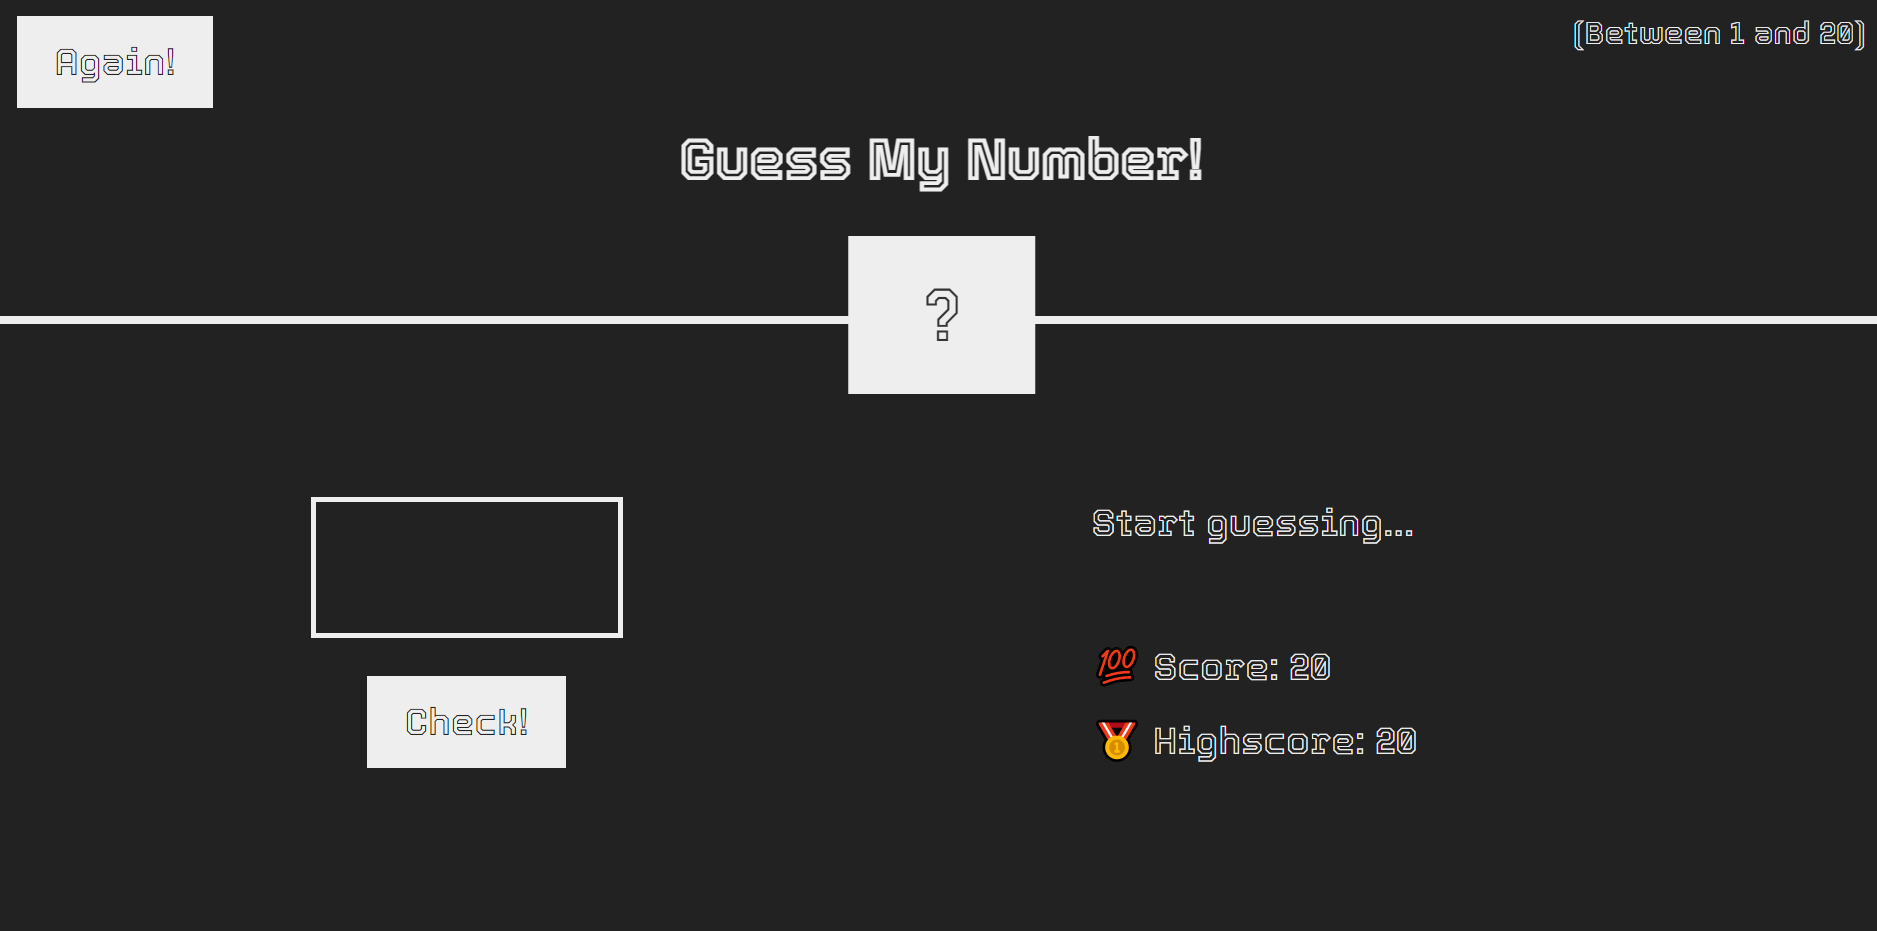 Again!
(Between 1 and 20)
Guess My Number!
?
Start guessing...
💯 Score: 20
🥇 Highscore: 20
Check!